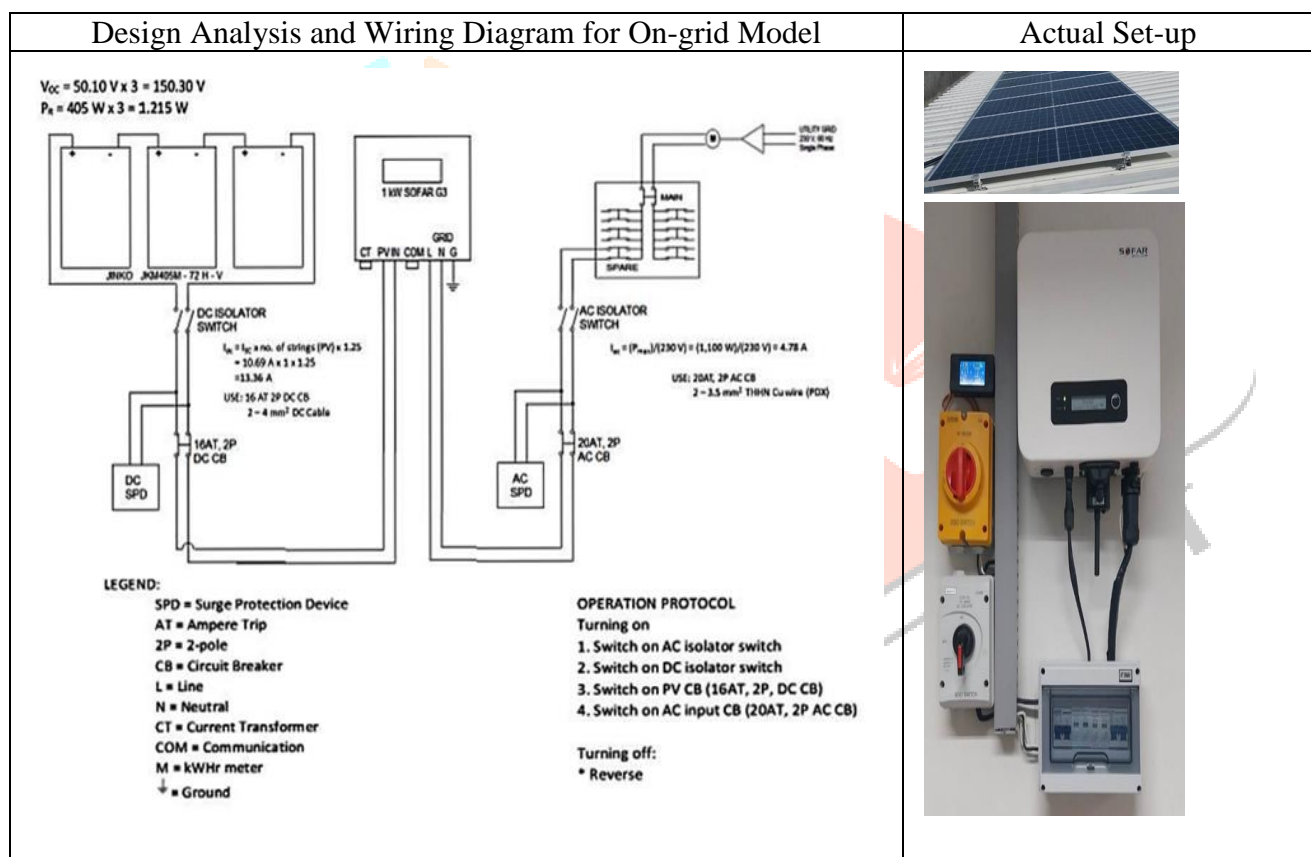 Design Analysis and Wiring Diagram for On-grid Model
Actual Set-up
Voc = 50.10 V x 3 = 150.30 V
PR = 405 W x 3 = 1.215 W
+ - + - + -
JINKO JKM405M - 72 H - V
1 kW SOFAR G3
GRID
CT PV IN COM L N G
UTILITY GRID
230 V, 60 Hz
Single Phase
M
MAIN
SPARE
DC ISOLATOR
SWITCH
= ISC x no. of strings (PV) x 1.25
= 10.69 A x 1 x 1.25
=13.36 A
USE: 16 AT 2P DC CB
2 – 4 mm² DC Cable
16AT, 2P
DC CB
DC
SPD
AC ISOLATOR
SWITCH
= (Pmax)/(230 V) = (1,100 W)/(230 V) = 4.78 A
USE: 20AT, 2P AC CB
2 – 3.5 mm² THHN Cu wire (PDX)
20AT, 2P
AC CB
AC
SPD
LEGEND:
SPD = Surge Protection Device
AT = Ampere Trip
2P = 2-pole
CB = Circuit Breaker
L = Line
N = Neutral
CT = Current Transformer
COM = Communication
M = kWHr meter
= Ground
OPERATION PROTOCOL
Turning on
1. Switch on AC isolator switch
2. Switch on DC isolator switch
3. Switch on PV CB (16AT, 2P, DC CB)
4. Switch on AC input CB (20AT, 2P AC CB)
Turning off:
* Reverse
SOFAR